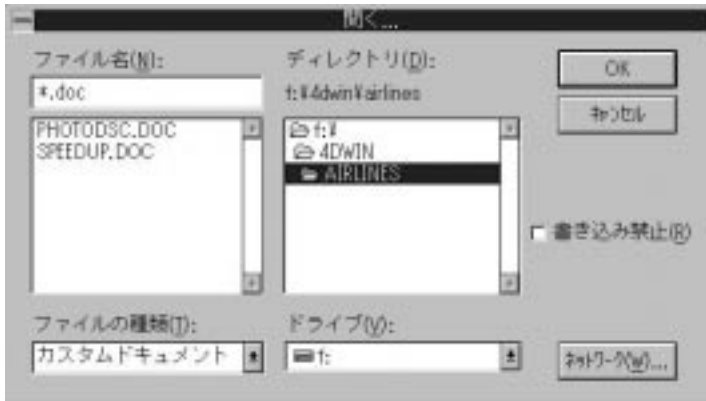 開く...
ファイル名(N):
*.doc
PHOTODSC.DOC
SPEEDUP.DOC
ファイルの種類(T):
カスタムドキュメント
ディレクトリ(D):
f:¥4dwin¥airlines
f:¥
4DWIN
AIRLINES
ドライブ(V):
f:
OK
キャンセル
書き込み禁止(R)
ネットワーク(W)...